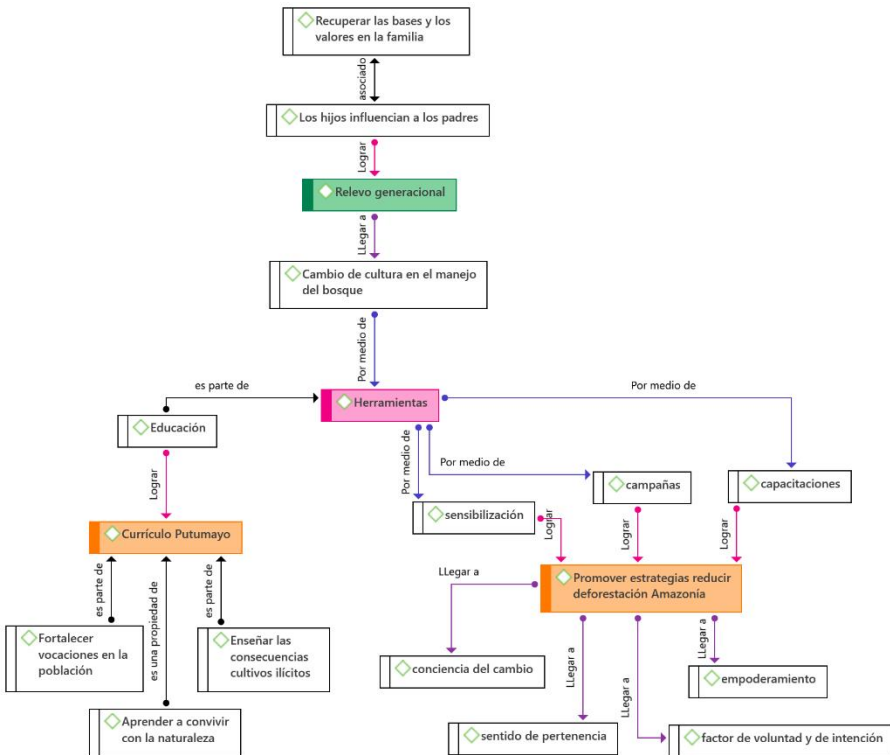 Recuperar las bases y los
valores en la familia
asociado
Los hijos influencian a los padres
Lograr
Relevo generacional
LLegar a
Cambio de cultura en el manejo
del bosque
Por medio de
es parte de
Herramientas
Por medio de
Educación
Por medio de
Por medio de
Lograr
sensibilización
campañas
capacitaciones
Lograr
Lograr
Lograr
Currículo Putumayo
LLegar a
Promover estrategias reducir
deforestación Amazonía
es parte de
es una propiedad de
es parte de
Fortalecer
vocaciones en la
población
Enseñar las
consecuencias
cultivos ilícitos
conciencia del cambio
LLegar a
LLegar a
LLegar a
empoderamiento
Aprender a convivir
con la naturaleza
sentido de pertenencia
factor de voluntad y de intención